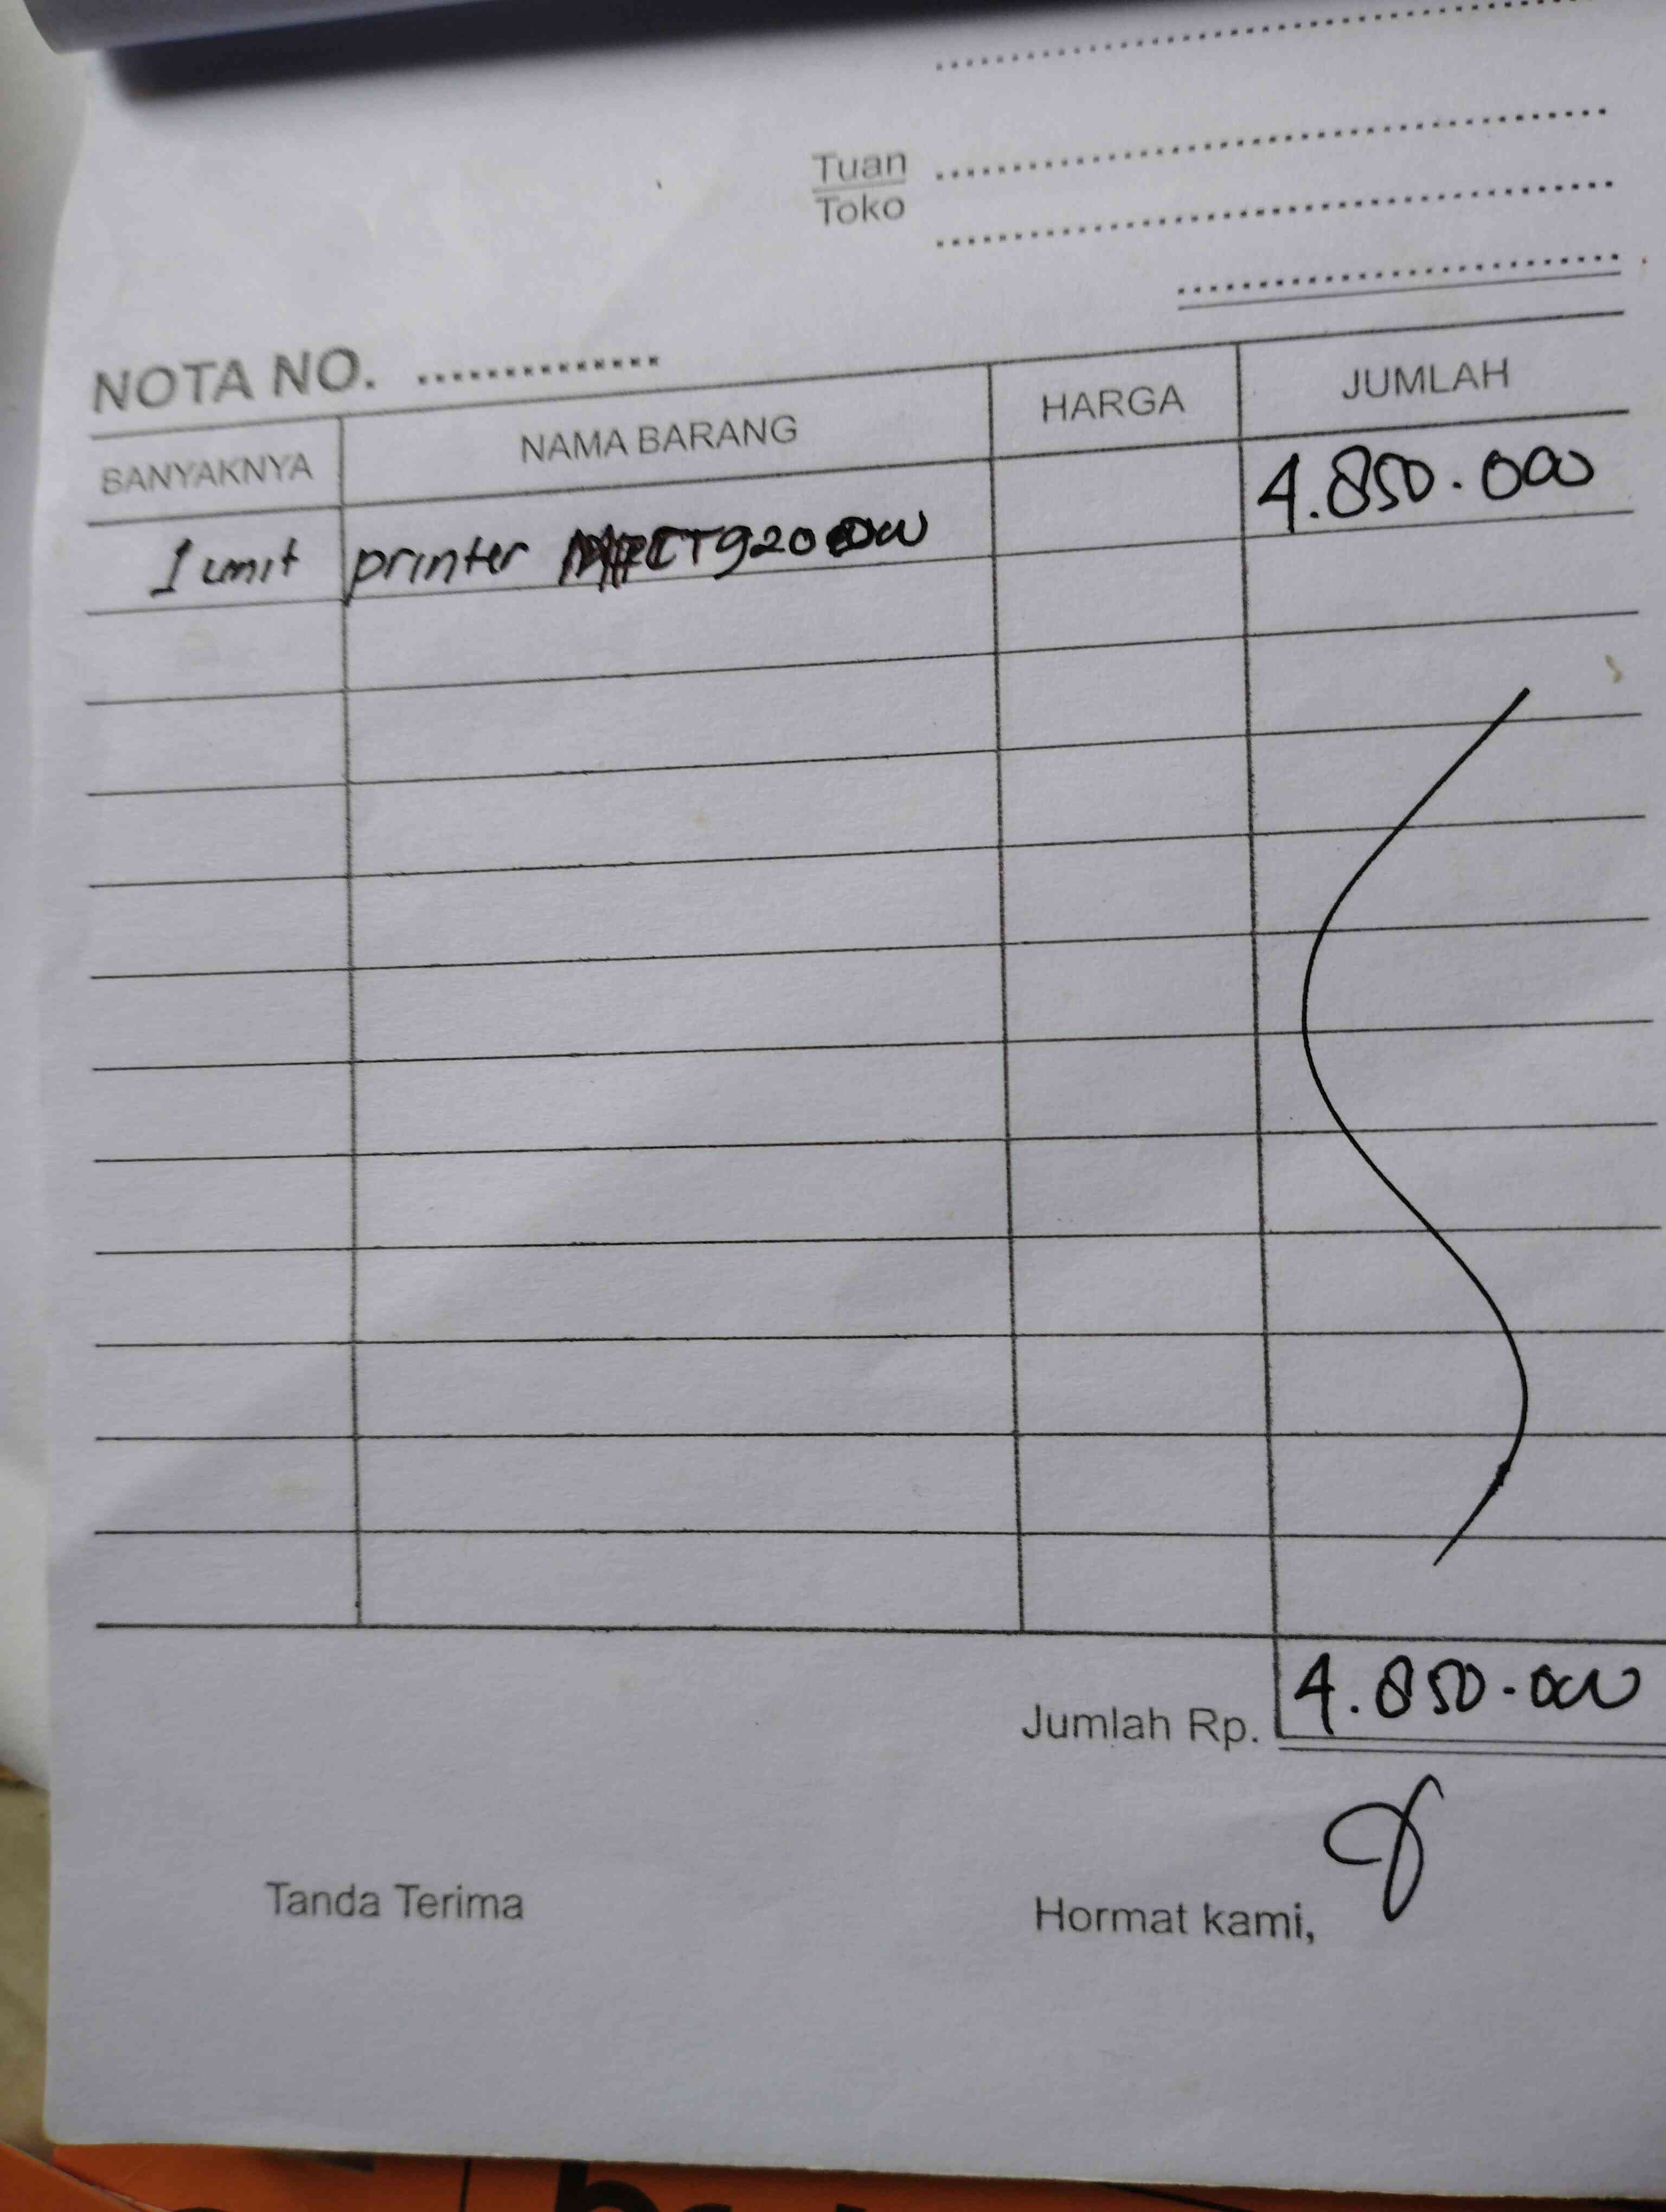 Tuan
Toko
NOTA NO. ..............
BANYAKNYA NAMA BARANG HARGA JUMLAH
1 unit printer 4.850.000
Jumlah Rp. 4.850.000
Tanda Terima Hormat kami,